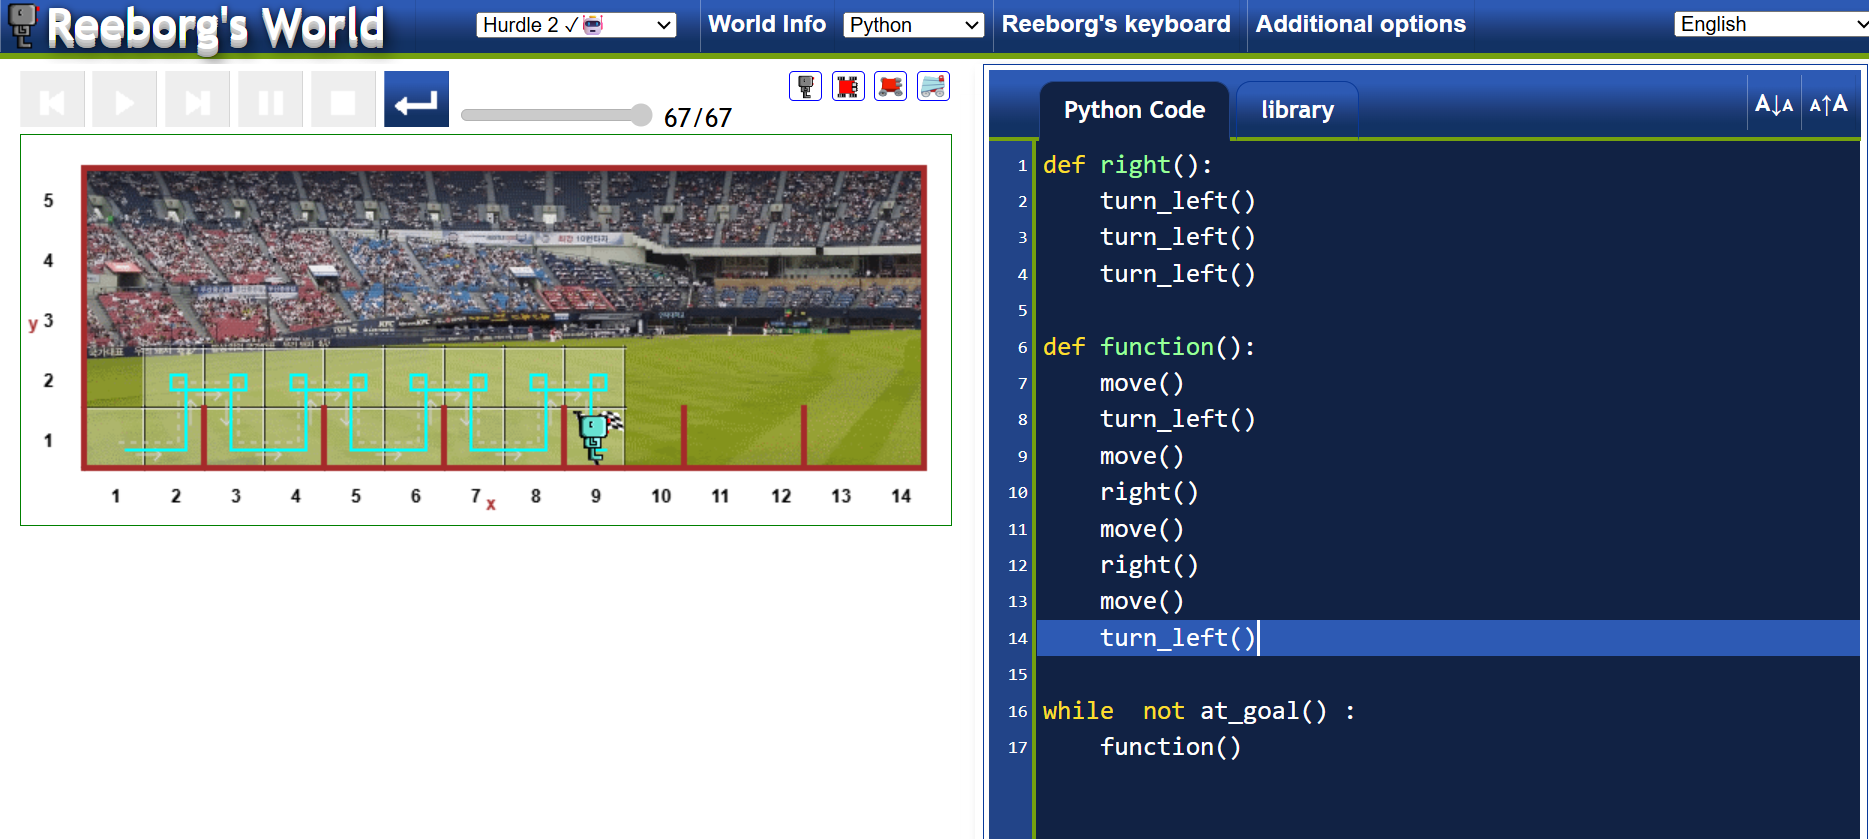 Reeborg's World
Hurdle 2 ✓🤖
World Info
Python
Reeborg's keyboard
Additional options
English
67/67
Python Code
library
A↓A
A↑A
5
4
y 3
2
1
1 2 3 4 5 6 7 x 8 9 10 11 12 13 14
1 def right():
2     turn_left()
3     turn_left()
4     turn_left()
5
6 def function():
7     move()
8     turn_left()
9     move()
10     right()
11     move()
12     right()
13     move()
14     turn_left()
15
16 while  not at_goal() :
17     function()